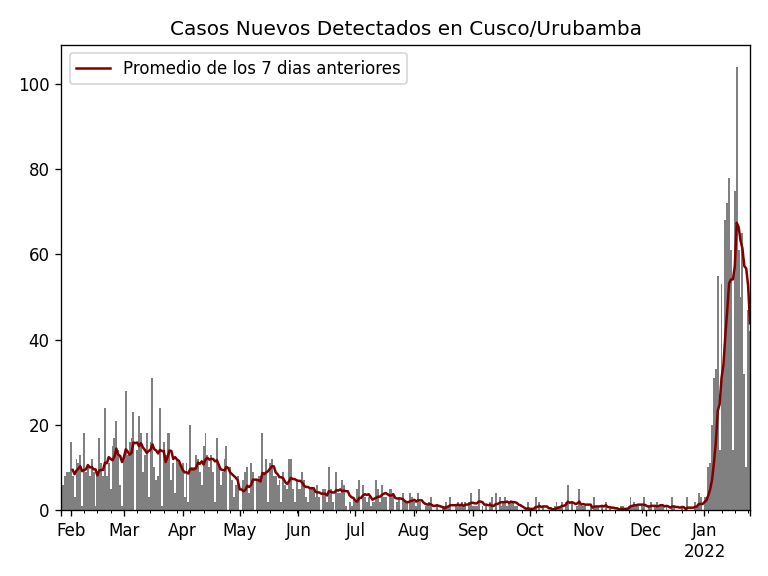 Casos Nuevos Detectados en Cusco/Urubamba
Promedio de los 7 dias anteriores
100
80
60
40
20
0
Feb Mar Apr May Jun Jul Aug Sep Oct Nov Dec Jan
2022